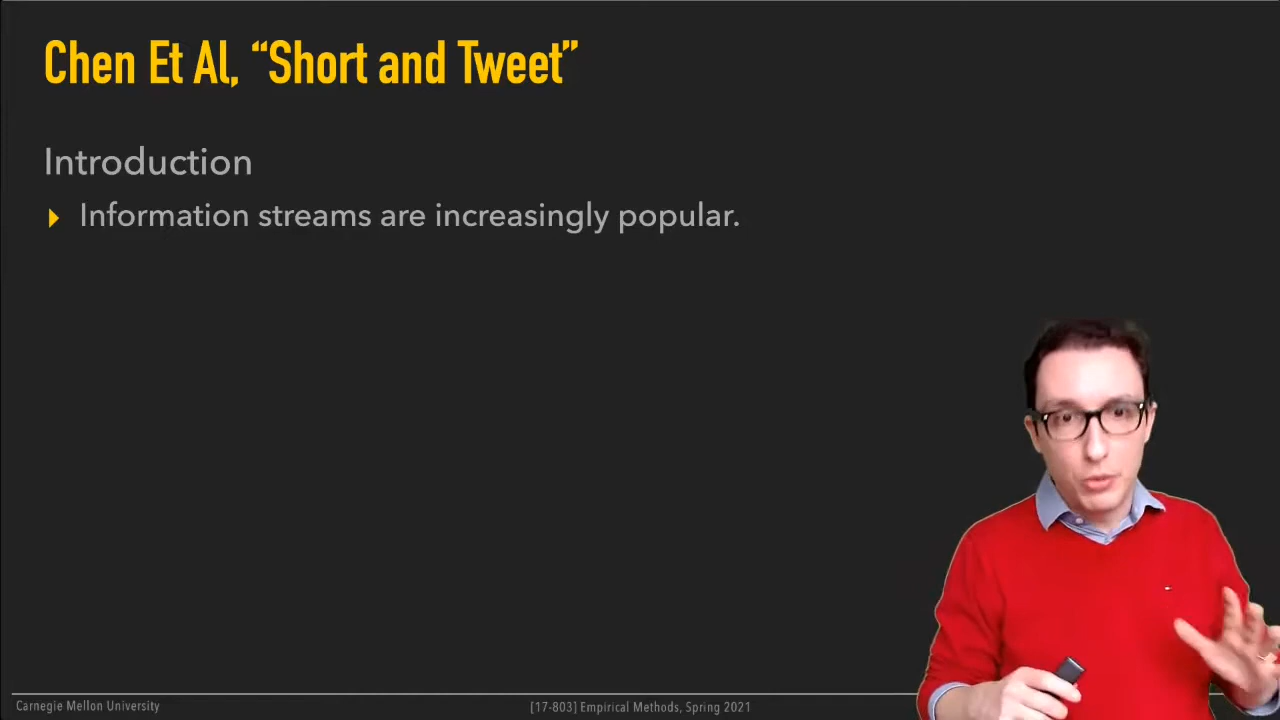 Chen Et Al, “Short and Tweet”
Introduction
Information streams are increasingly popular.
Carnegie Mellon University
[17-803] Empirical Methods, Spring 2021